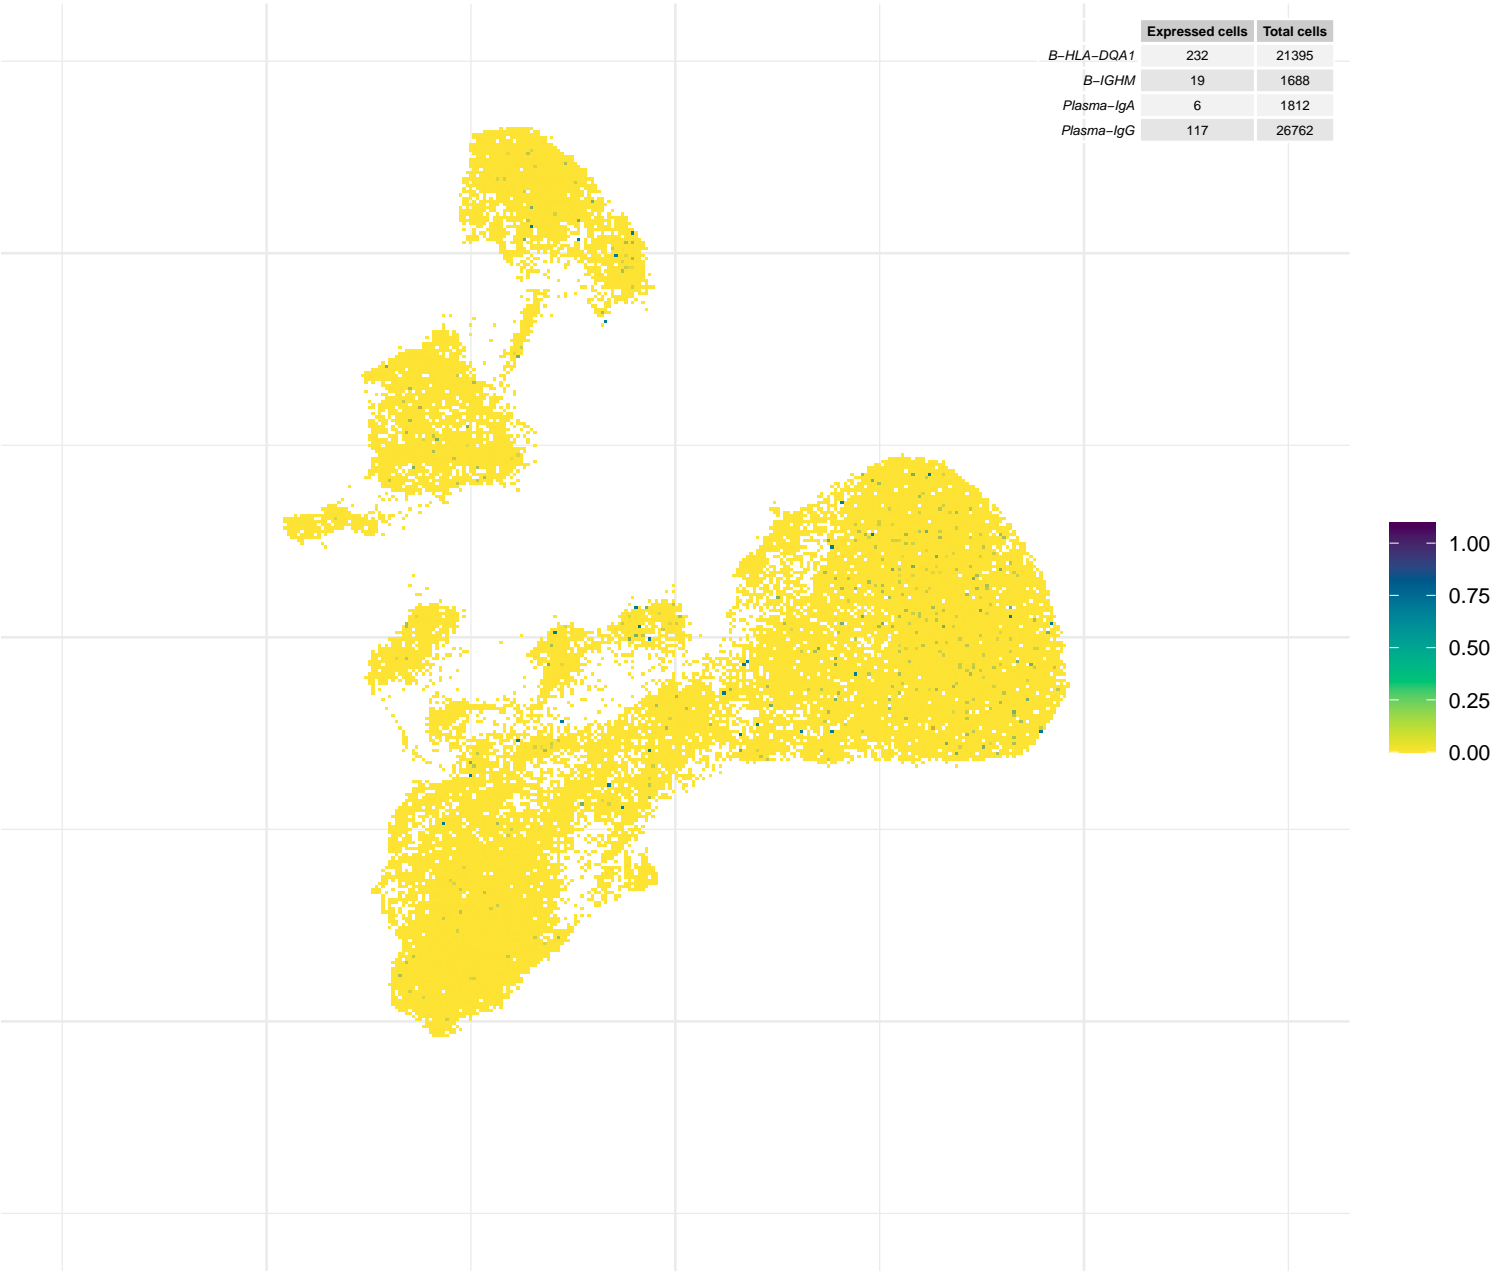 Expressed cells Total cells
B−HLA−DQA1 232 21395
B−IGHM 19 1688
Plasma−IgA 6 1812
Plasma−IgG 117 26762
1.00
0.75
0.50
0.25
0.00